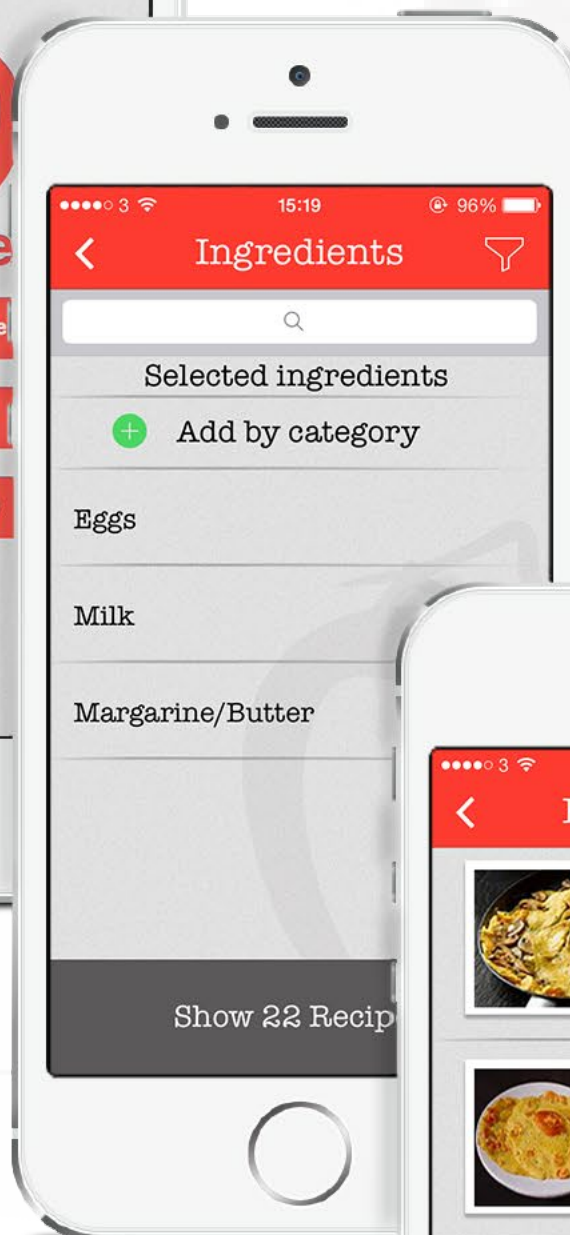 3 15:19 96%
Ingredients
Selected ingredients
Add by category
Eggs
Milk
Margarine/Butter
Show 22 Recip
3